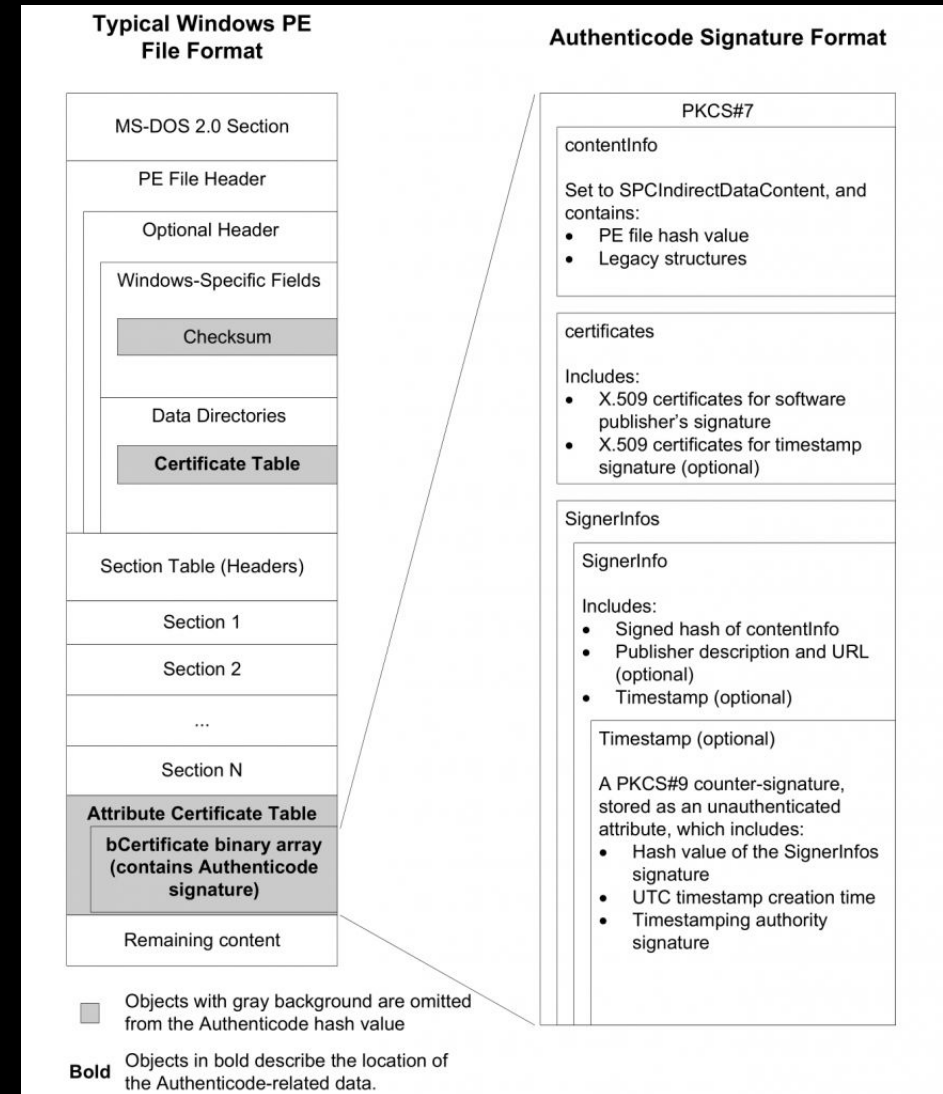 Typical Windows PE
File Format
MS-DOS 2.0 Section
PE File Header
Optional Header
Windows-Specific Fields
Checksum
Data Directories
Certificate Table
Section Table (Headers)
Section 1
Section 2
...
Section N
Attribute Certificate Table
bCertificate binary array
(contains Authenticode
signature)
Remaining content
Objects with gray background are omitted
from the Authenticode hash value
Bold Objects in bold describe the location of
the Authenticode-related data.
Authenticode Signature Format
PKCS#7
contentInfo
Set to SPCIndirectDataContent, and
contains:
• PE file hash value
• Legacy structures
certificates
Includes:
• X.509 certificates for software
publisher's signature
• X.509 certificates for timestamp
signature (optional)
SignerInfos
SignerInfo
Includes:
• Signed hash of contentInfo
• Publisher description and URL
(optional)
• Timestamp (optional)
Timestamp (optional)
A PKCS#9 counter-signature,
stored as an unauthenticated
attribute, which includes:
• Hash value of the SignerInfos
signature
• UTC timestamp creation time
• Timestamping authority
signature